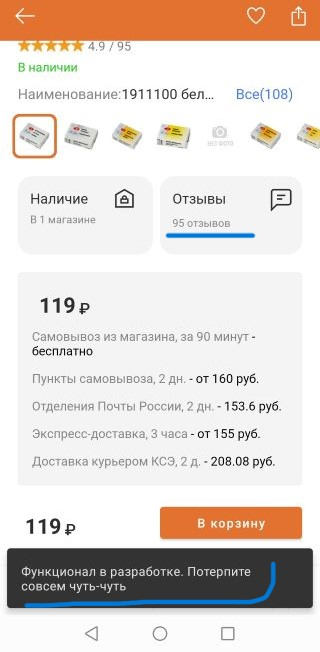 4.9 / 95
В наличии
Наименование:1911100 бел... Все(108)
НЕТ ФОТО
Наличие
В 1 магазине
Отзывы
95 отзывов
119 ₽
Самовывоз из магазина, за 90 минут -
бесплатно
Пункты самовывоза, 2 дн. - от 160 руб.
Отделения Почты России, 2 дн. - 153.6 руб.
Экспресс-доставка, 3 часа - от 155 руб.
Доставка курьером КСЭ, 2 д. - 208.08 руб.
119 ₽
В корзину
Функционал в разработке. Потерпите
совсем чуть-чуть